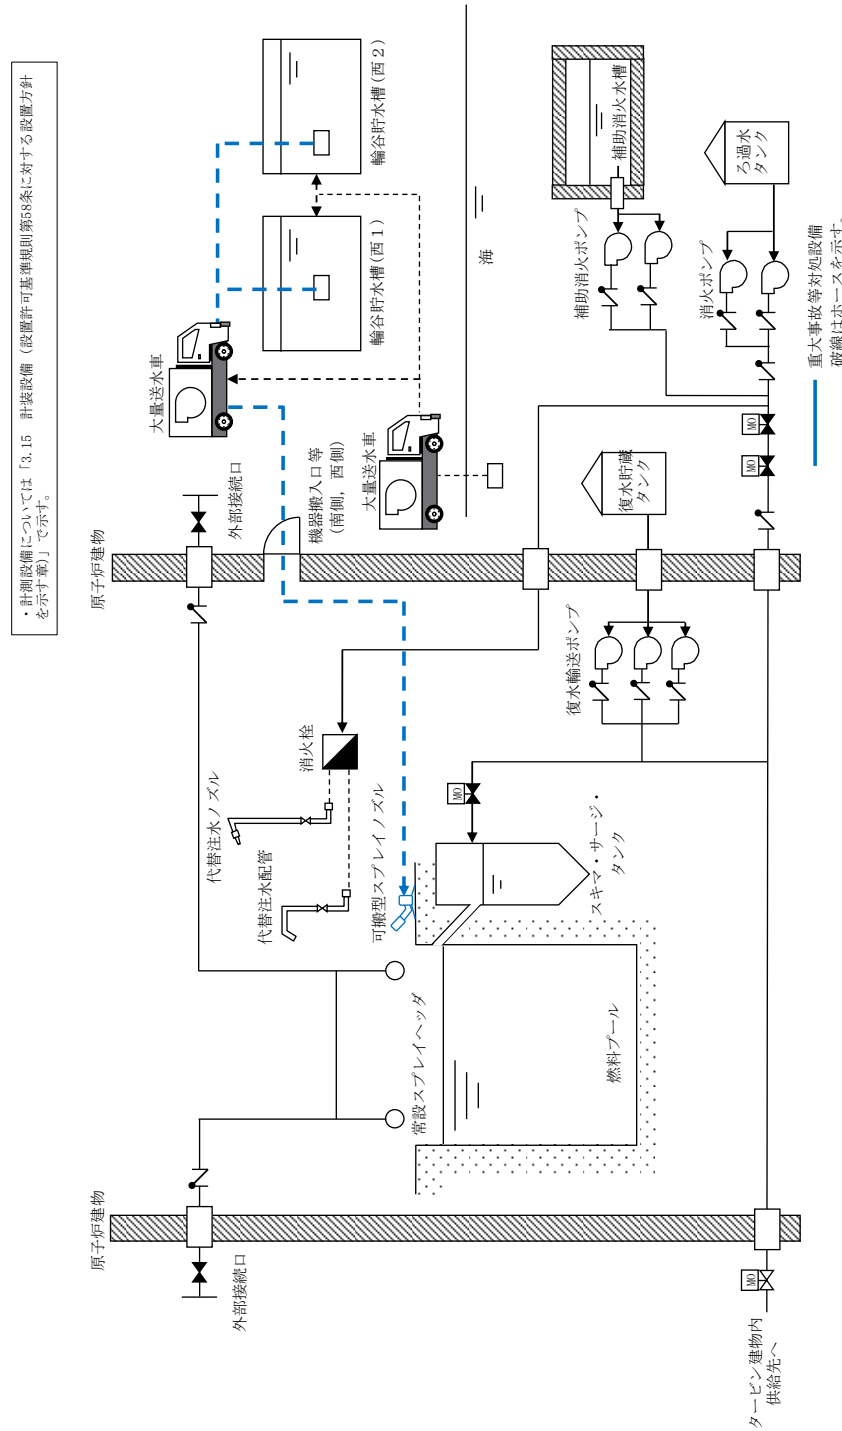 ・計測設備については「3.15 計装設備（設置許可基準規則第58条に対する設置方針
を示す章）」で示す。
輪谷貯水槽(西2)
輪谷貯水槽(西1)
大量送水車
大量送水車
海
補助消火水槽
ろ過水
タンク
補助消火ポンプ
消火ポンプ
MO
MO
復水貯蔵
タンク
原子炉建物
外部接続口
機器搬入口等
(南側，西側)
復水輸送ポンプ
消火栓
代替注水ノズル
代替注水配管
可搬型スプレイノズル
MO
スキマ・サージ・
タンク
常設スプレイヘッダ
燃料プール
原子炉建物
外部接続口
MO
タービン建物内
供給先へ
重大事故等対処設備
破線はホースを示す。